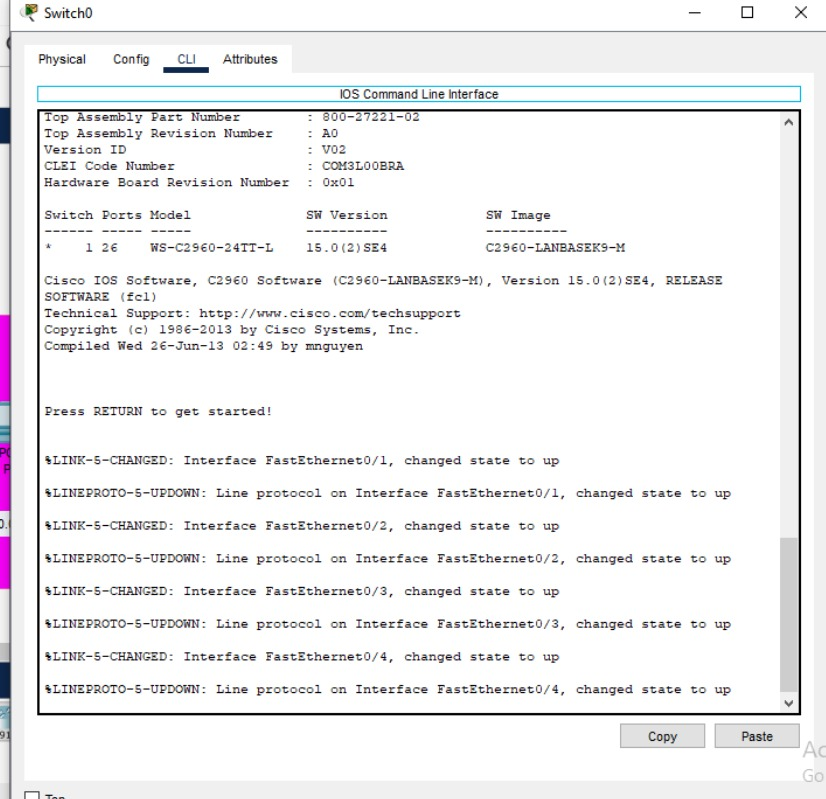 Switch0
Physical Config CLI Attributes
IOS Command Line Interface
Top Assembly Part Number : 800-27221-02
Top Assembly Revision Number : A0
Version ID : V02
CLEI Code Number : COM3L00BRA
Hardware Board Revision Number : 0x01
Switch Ports Model SW Version SW Image
------ ----- ----- ---------- ----------
* 1 26 WS-C2960-24TT-L 15.0(2)SE4 C2960-LANBASEK9-M
Cisco IOS Software, C2960 Software (C2960-LANBASEK9-M), Version 15.0(2)SE4, RELEASE
SOFTWARE (fc1)
Technical Support: http://www.cisco.com/techsupport
Copyright (c) 1986-2013 by Cisco Systems, Inc.
Compiled Wed 26-Jun-13 02:49 by mnguyen
Press RETURN to get started!
%LINK-5-CHANGED: Interface FastEthernet0/1, changed state to up
%LINEPROTO-5-UPDOWN: Line protocol on Interface FastEthernet0/1, changed state to up
%LINK-5-CHANGED: Interface FastEthernet0/2, changed state to up
%LINEPROTO-5-UPDOWN: Line protocol on Interface FastEthernet0/2, changed state to up
%LINK-5-CHANGED: Interface FastEthernet0/3, changed state to up
%LINEPROTO-5-UPDOWN: Line protocol on Interface FastEthernet0/3, changed state to up
%LINK-5-CHANGED: Interface FastEthernet0/4, changed state to up
%LINEPROTO-5-UPDOWN: Line protocol on Interface FastEthernet0/4, changed state to up
Copy Paste
Top